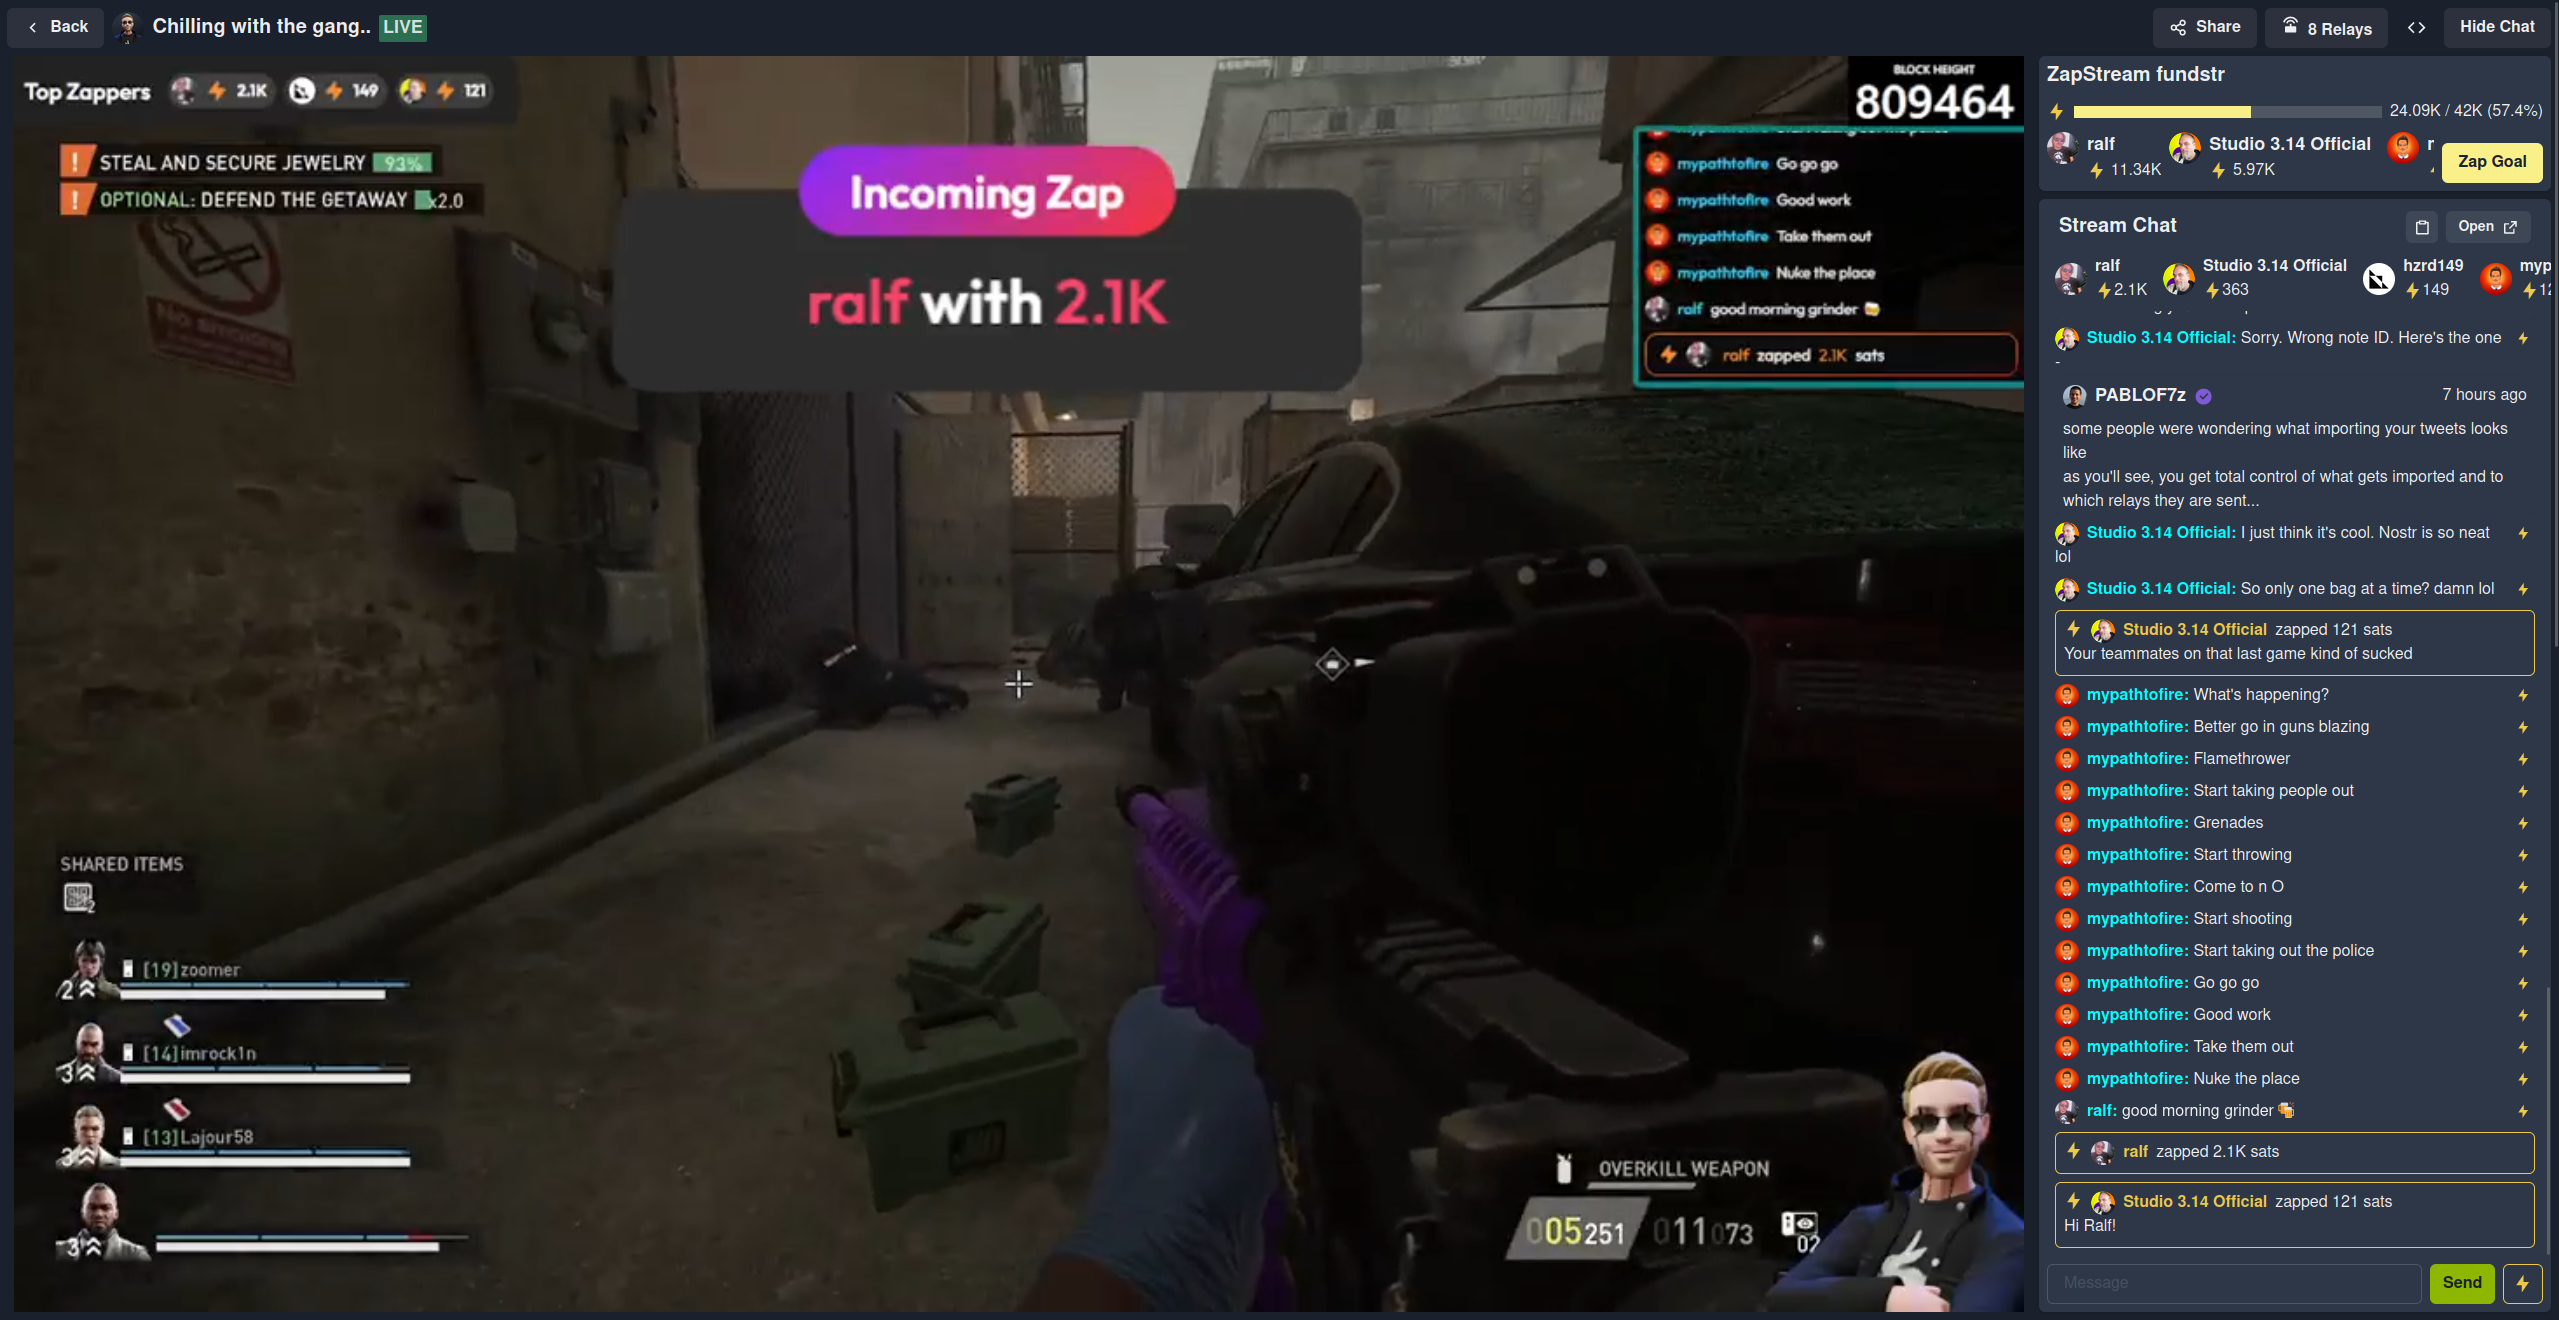 Back
Chilling with the gang..
LIVE
Share
8 Relays
Hide Chat
Top Zappers
2.1K
149
121
STEAL AND SECURE JEWELRY 93%
OPTIONAL: DEFEND THE GETAWAY x2.0
No smoking
Incoming Zap
ralf with 2.1K
BLOCK HEIGHT
809464
mypathtofire Go go go
mypathtofire Good work
mypathtofire Take them out
mypathtofire Nuke the place
ralf good morning grinder 🍻
ralf zapped 2.1K sats
SHARED ITEMS
2
[19]zoomer
2
[14]imrock1n
3
[13]Lajour58
3
3
OVERKILL WEAPON
005251
011073
02
ZapStream fundstr
24.09K / 42K (57.4%)
ralf
11.34K
Studio 3.14 Official
5.97K
Zap Goal
Stream Chat
Open
ralf
2.1K
Studio 3.14 Official
363
hzrd149
149
myp
12
Studio 3.14 Official: Sorry. Wrong note ID. Here's the one
-
PABLOF7z
7 hours ago
some people were wondering what importing your tweets looks
like
as you'll see, you get total control of what gets imported and to
which relays they are sent...
Studio 3.14 Official: I just think it's cool. Nostr is so neat
lol
Studio 3.14 Official: So only one bag at a time? damn lol
Studio 3.14 Official zapped 121 sats
Your teammates on that last game kind of sucked
mypathtofire: What's happening?
mypathtofire: Better go in guns blazing
mypathtofire: Flamethrower
mypathtofire: Start taking people out
mypathtofire: Grenades
mypathtofire: Start throwing
mypathtofire: Come to n O
mypathtofire: Start shooting
mypathtofire: Start taking out the police
mypathtofire: Go go go
mypathtofire: Good work
mypathtofire: Take them out
mypathtofire: Nuke the place
ralf: good morning grinder 🍻
ralf zapped 2.1K sats
Studio 3.14 Official zapped 121 sats
Hi Ralf!
Message
Send